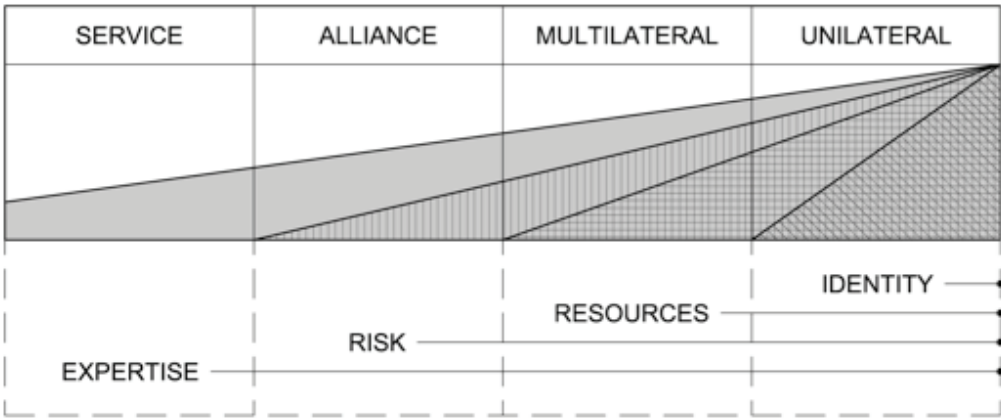 SERVICE ALLIANCE MULTILATERAL UNILATERAL
IDENTITY
RESOURCES
RISK
EXPERTISE